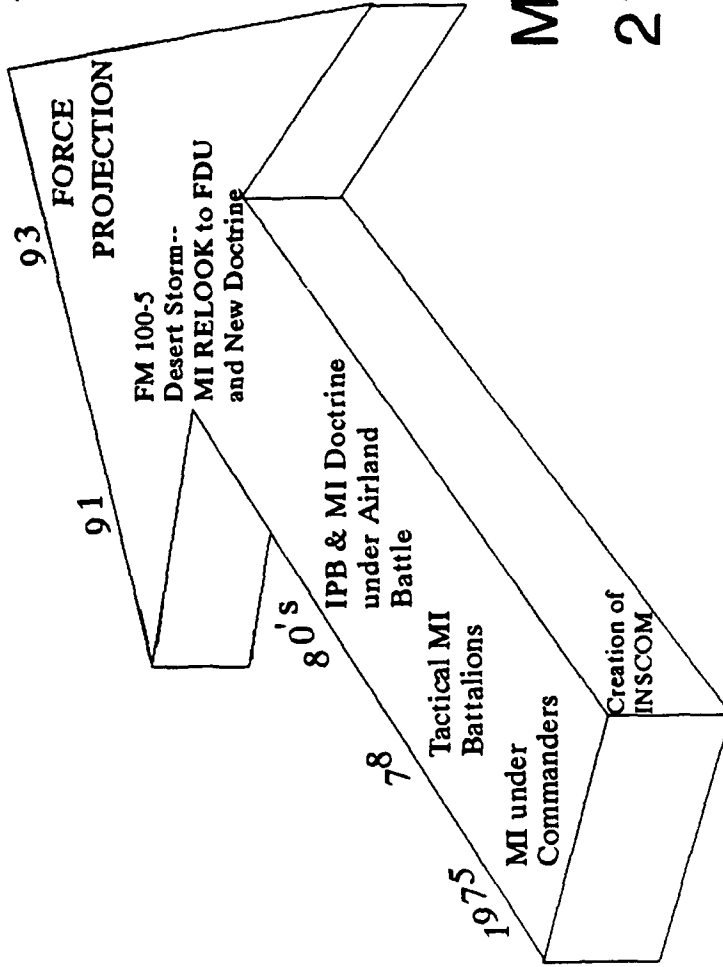 93
FORCE
PROJECTION
91
FM 100-5
Desert Storm--
MI RELOOK to FDU
and New Doctrine
80's
IPB & MI Doctrine
under Airland
Battle
78
Tactical MI
Battalions
1975
MI under
Commanders
Creation of
INSCOM
M
2